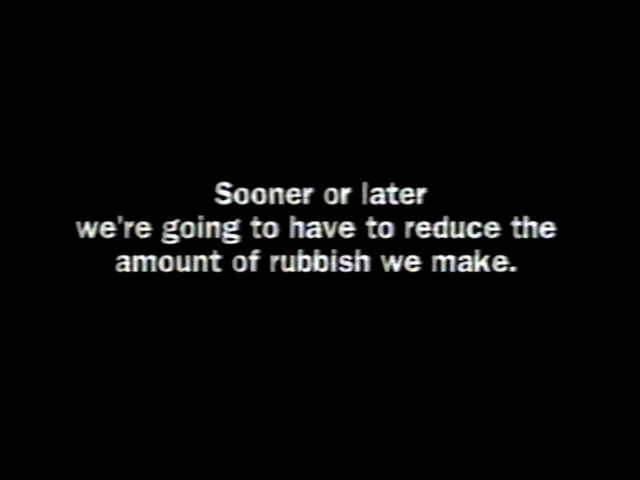 Sooner or later
we're going to have to reduce the
amount of rubbish we make.